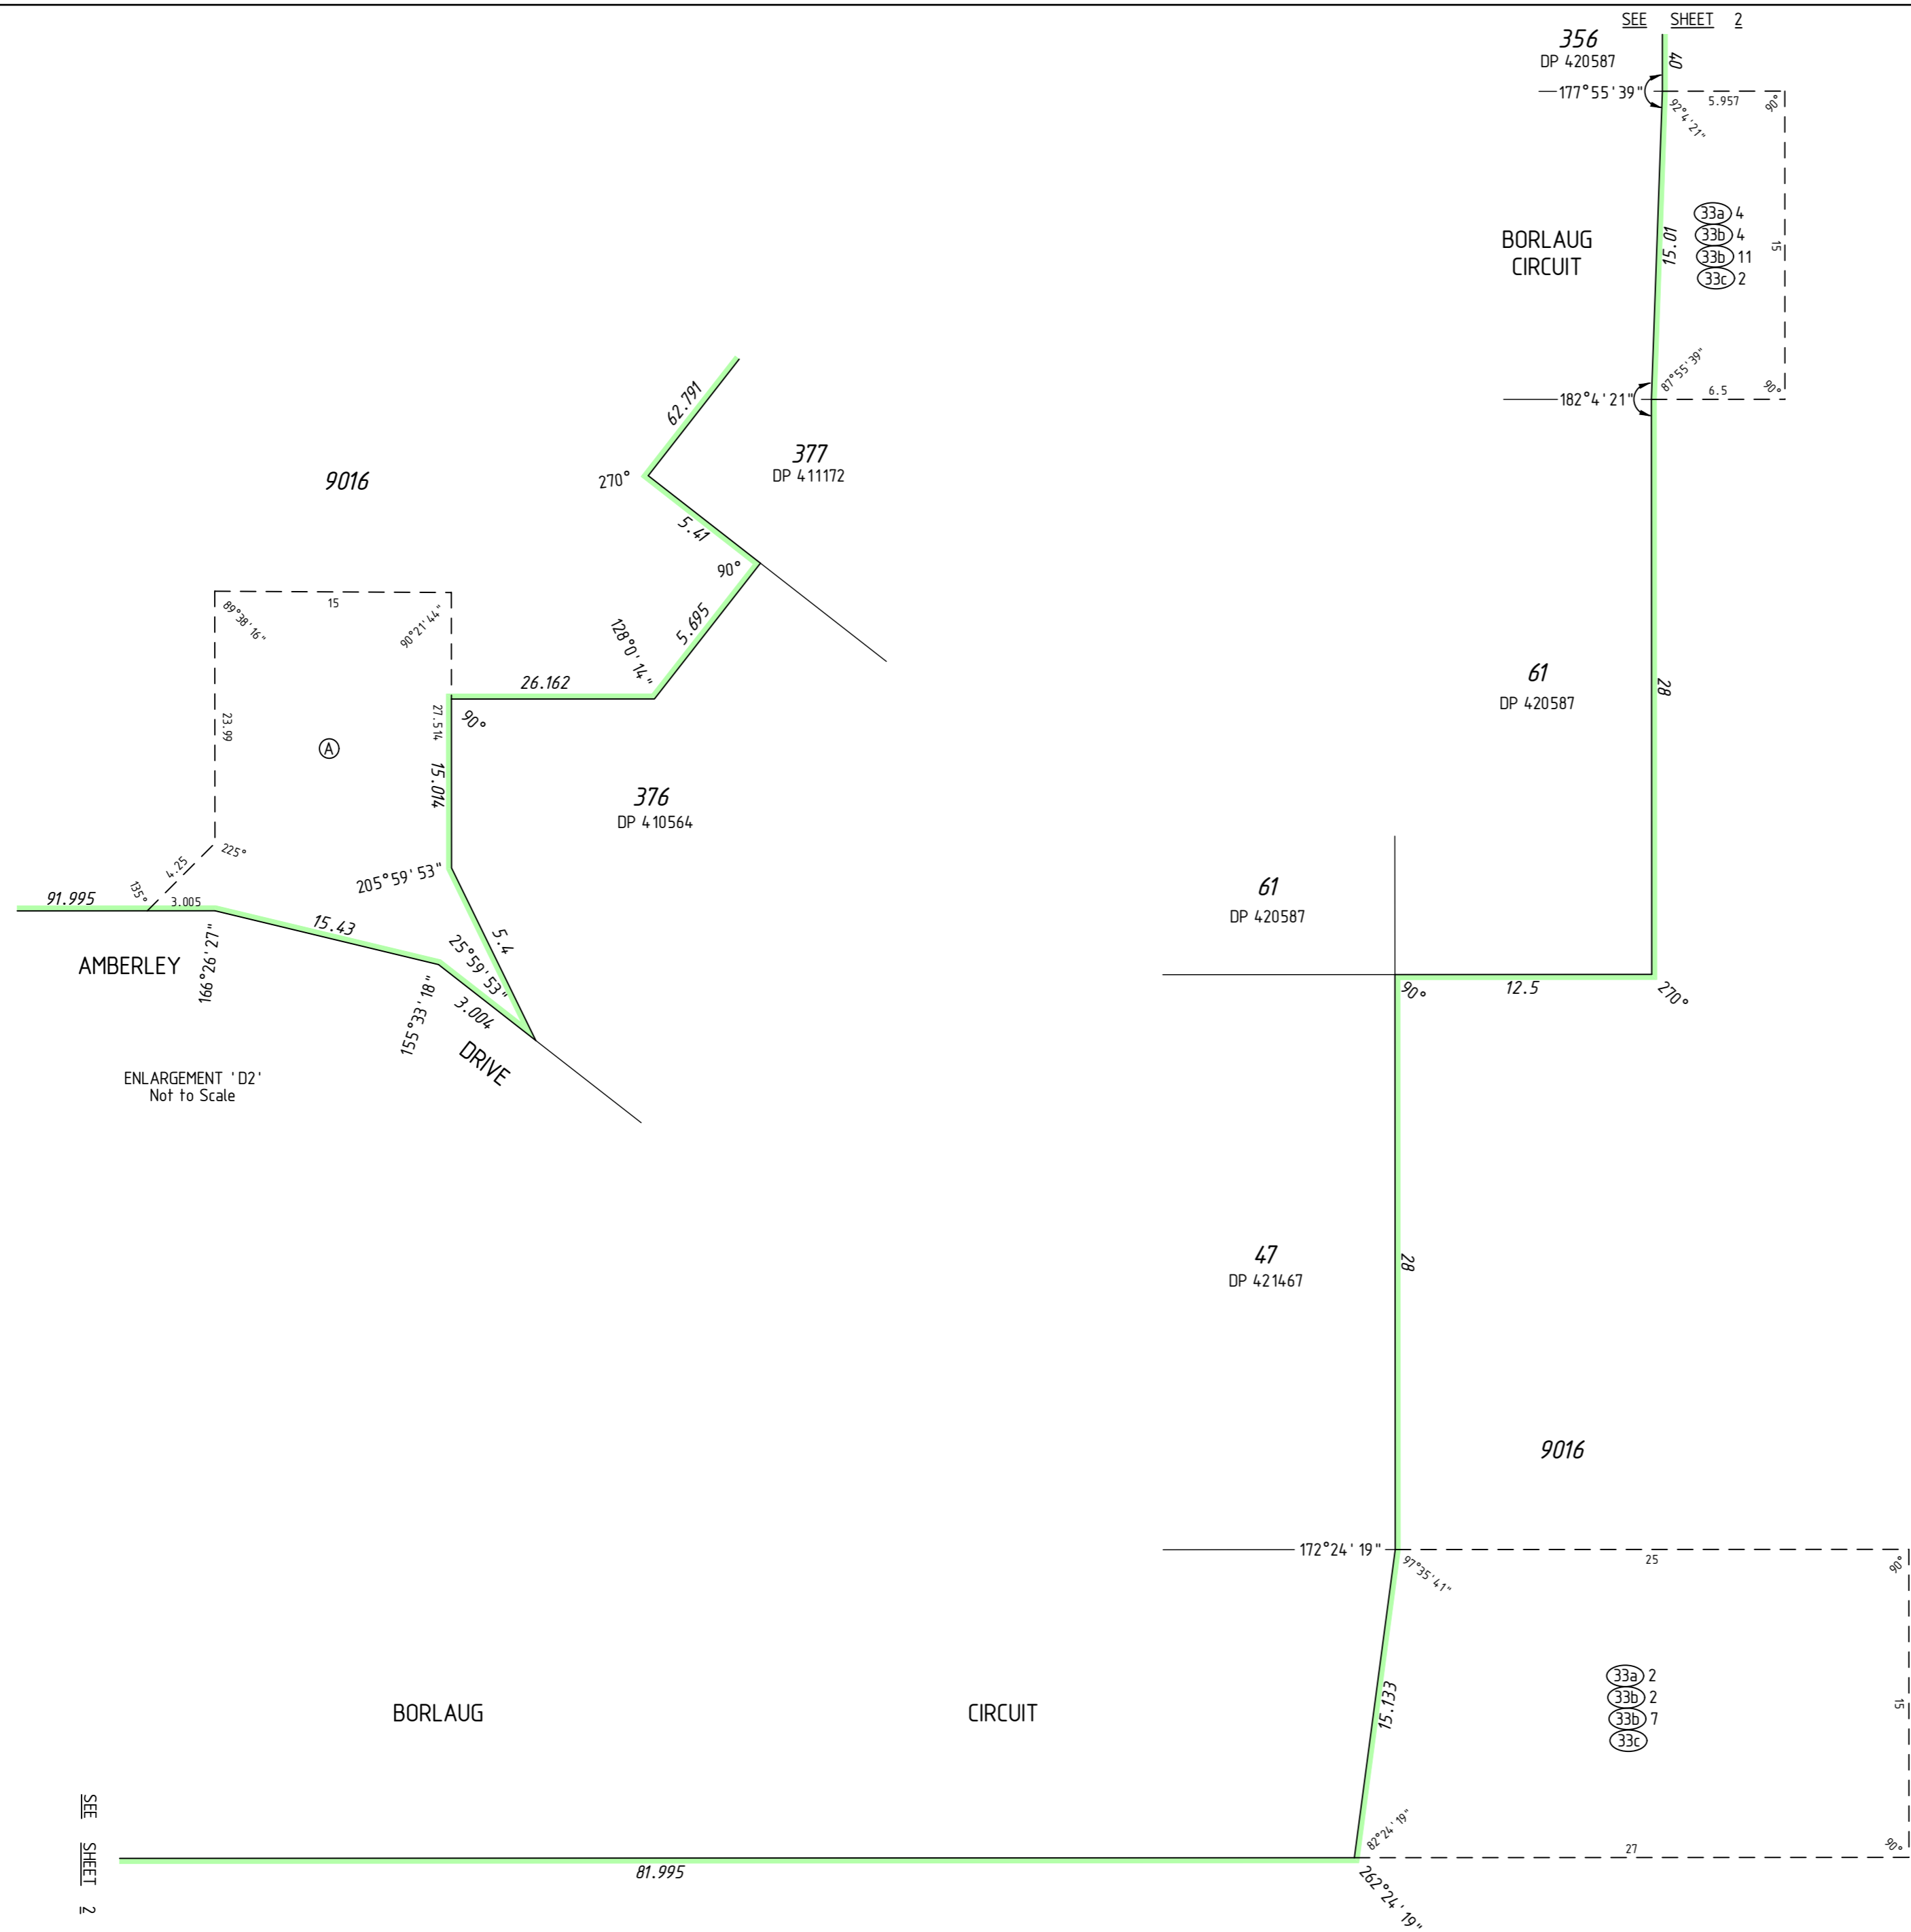 SEE SHEET 2
356
DP 420587
40
177°55'39"
92°4'21"
5.957
90°
BORLAUG
CIRCUIT
15.01
33a 4
33b 4
33b 11
33c 2
15
87°55'39"
182°4'21"
6.5
90°
62.791
377
DP 411172
270°
9016
5.41
90°
15
89°38'16"
90°21'44"
128°0'14"
5.695
26.162
23.99
27.514
90°
A
15.014
376
DP 410564
61
DP 420587
28
225°
4.25
135°
205°59'53"
91.995
3.005
15.43
5.4
25°59'53"
AMBERLEY
166°26'27"
155°33'18"
3.004
DRIVE
ENLARGEMENT 'D2'
Not to Scale
61
DP 420587
90°
12.5
270°
47
DP 421467
28
9016
172°24'19"
97°35'41"
25
90°
33a 2
33b 2
33b 7
33c
15
15.133
BORLAUG CIRCUIT
82°24'19"
27
90°
SEE SHEET 2
81.995
262°24'19"